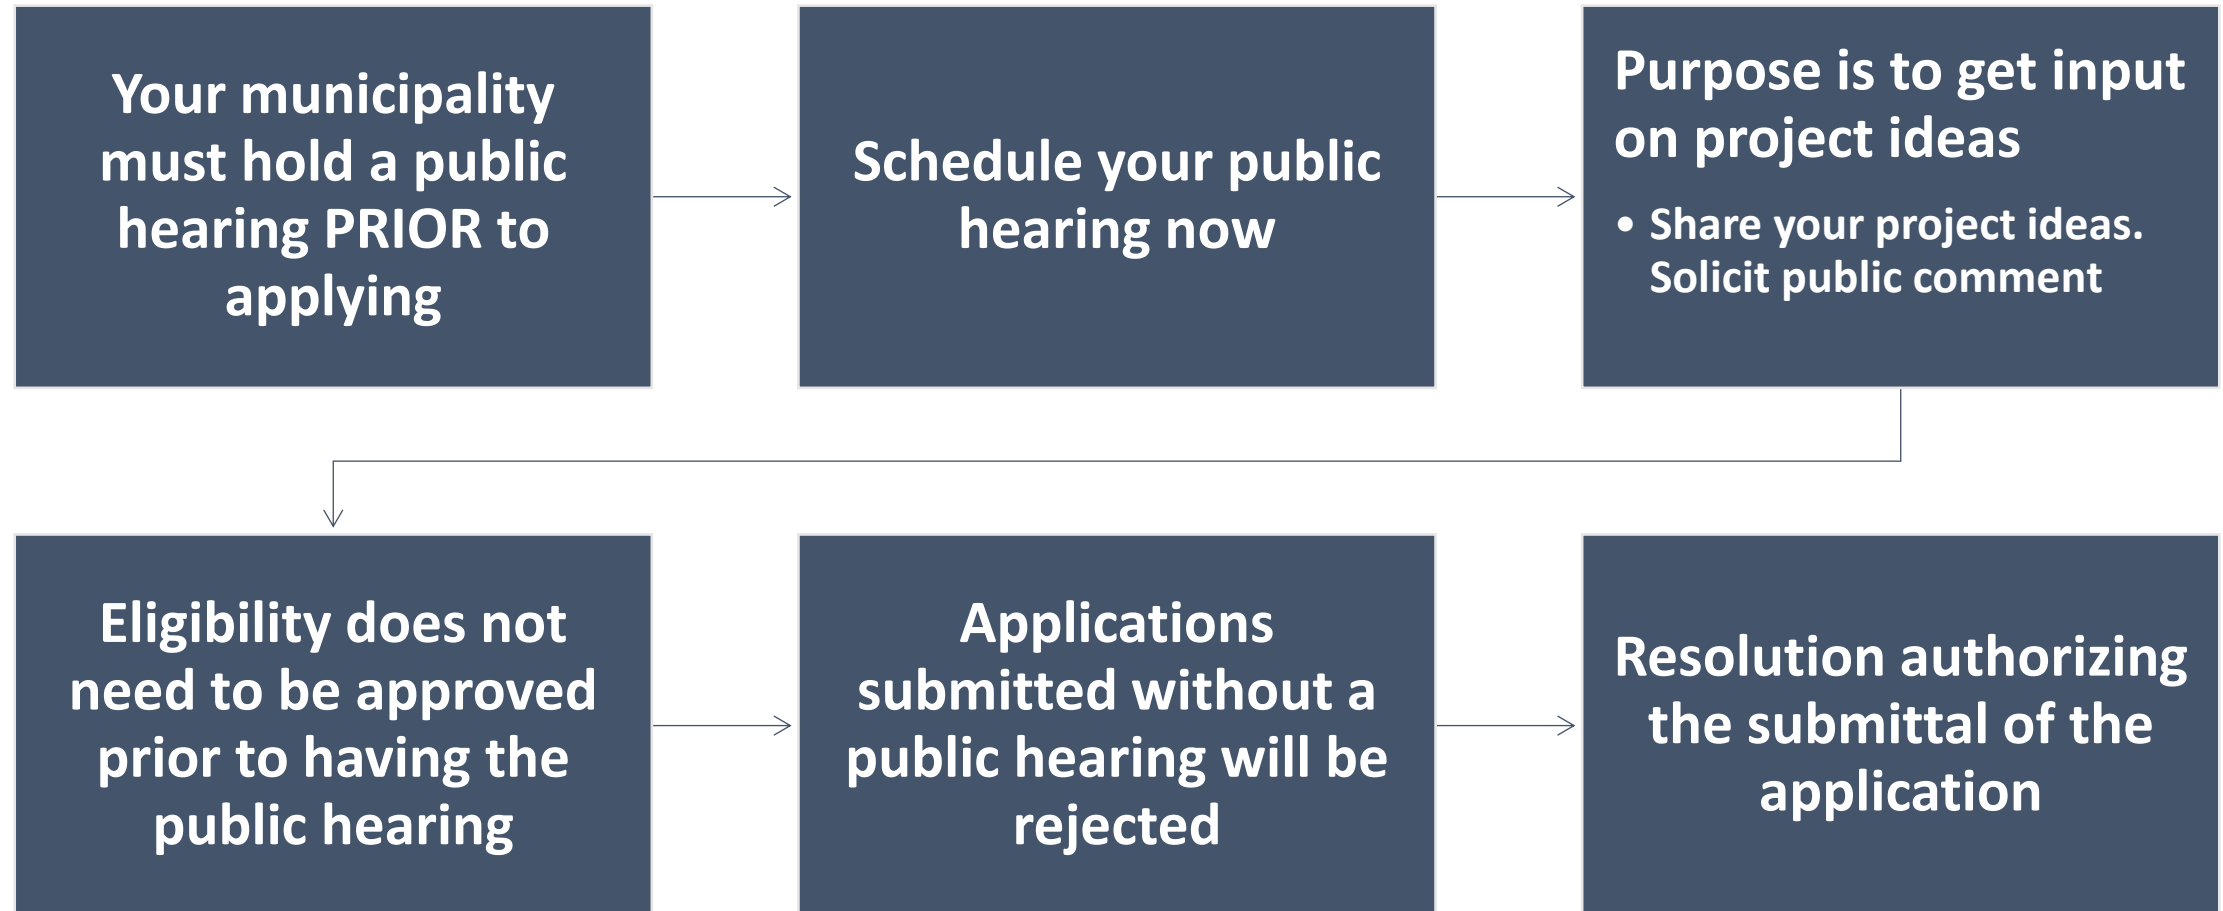 Your municipality
must hold a public
hearing PRIOR to
applying
Schedule your public
hearing now
Purpose is to get input
on project ideas
• Share your project ideas.
Solicit public comment
Eligibility does not
need to be approved
prior to having the
public hearing
Applications
submitted without a
public hearing will be
rejected
Resolution authorizing
the submittal of the
application